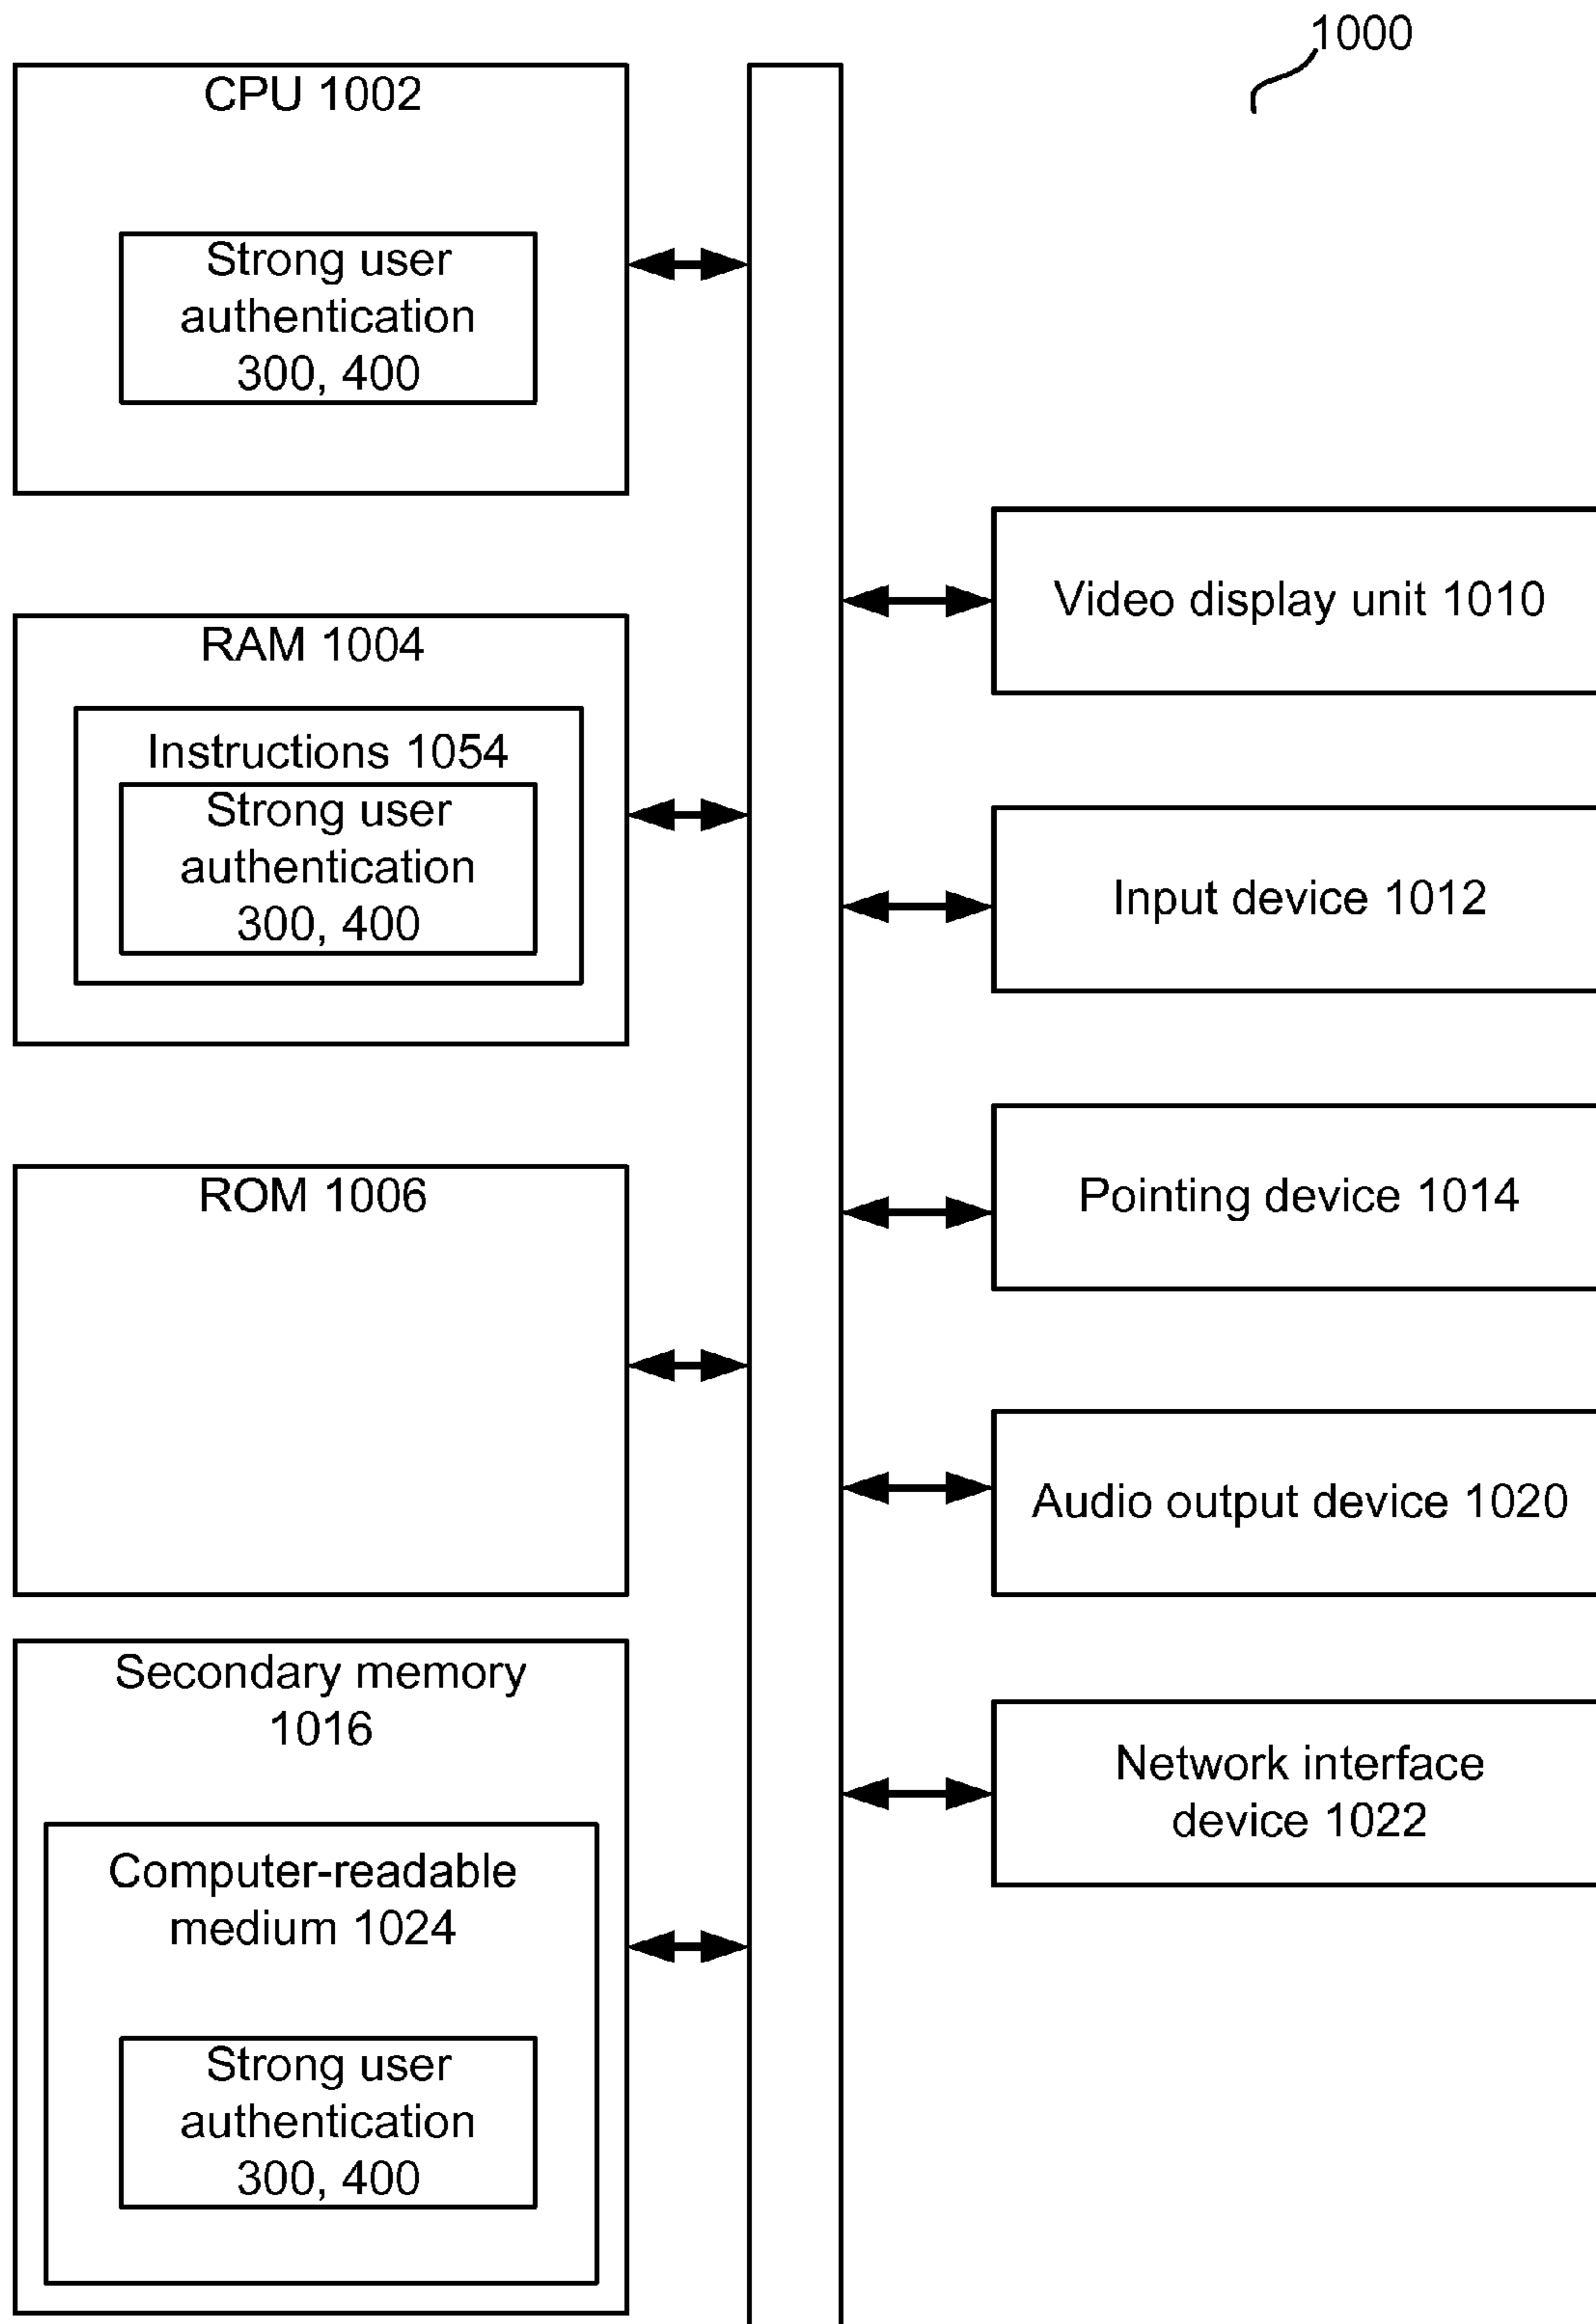 1000
CPU 1002
Strong user
authentication
300, 400
RAM 1004
Instructions 1054
Strong user
authentication
300, 400
ROM 1006
Secondary memory
1016
Computer-readable
medium 1024
Strong user
authentication
300, 400
Video display unit 1010
Input device 1012
Pointing device 1014
Audio output device 1020
Network interface
device 1022